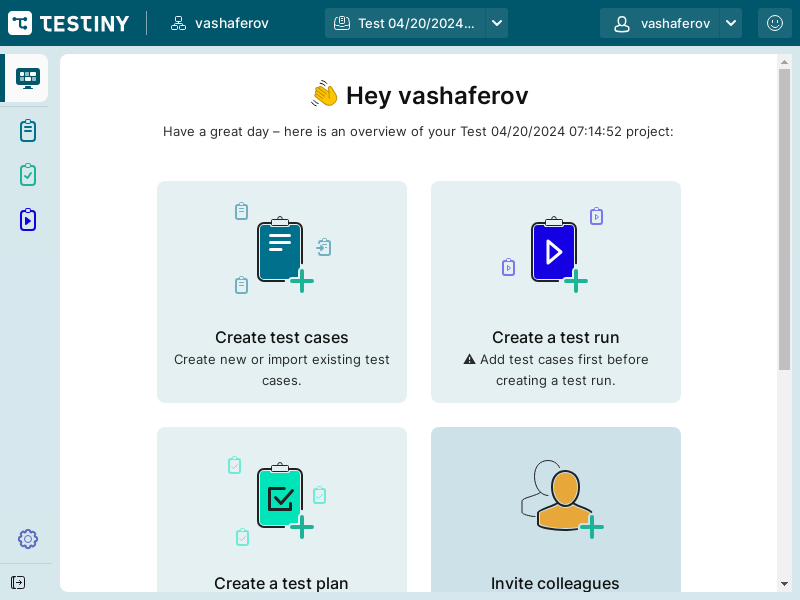 TESTINY
vashaferov
Test 04/20/2024...
vashaferov
Hey vashaferov
Have a great day – here is an overview of your Test 04/20/2024 07:14:52 project:
Create test cases
Create new or import existing test
cases.
Create a test run
Add test cases first before
creating a test run.
Create a test plan
Invite colleagues